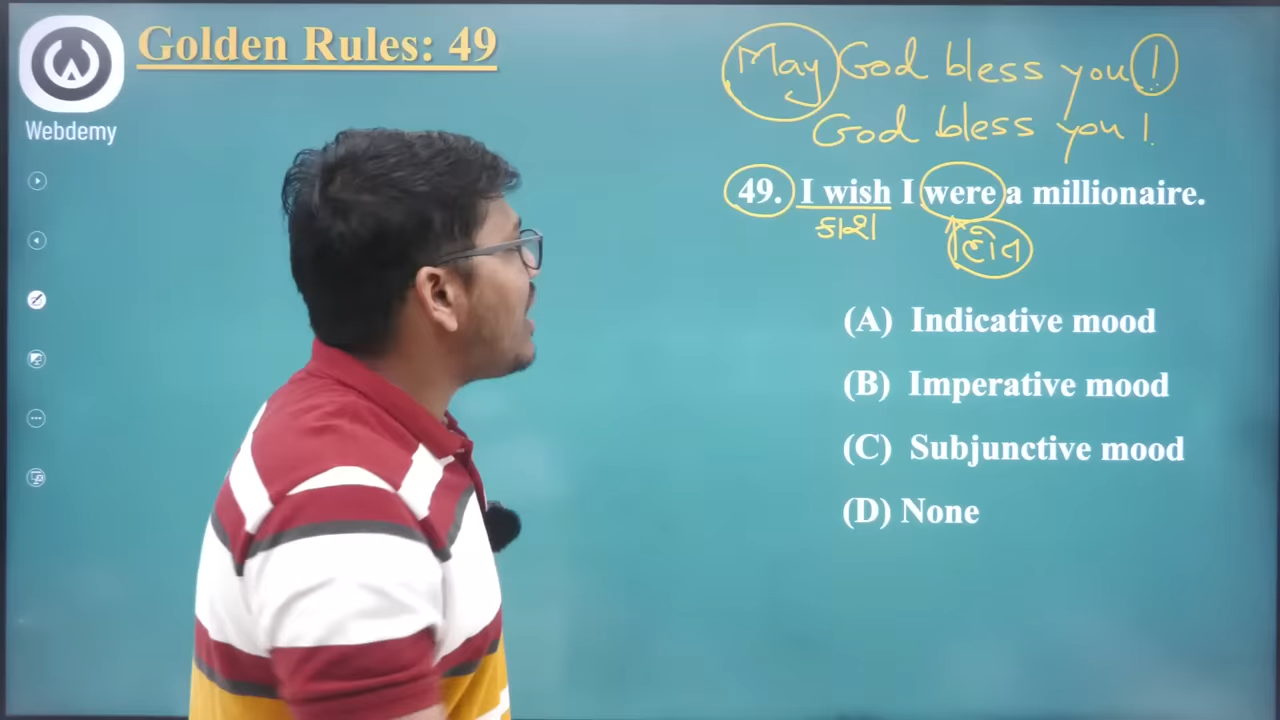 Golden Rules: 49
Webdemy
May God bless you!
God bless you!
49. I wish I were a millionaire.
કાશ
હોત
(A) Indicative mood
(B) Imperative mood
(C) Subjunctive mood
(D) None